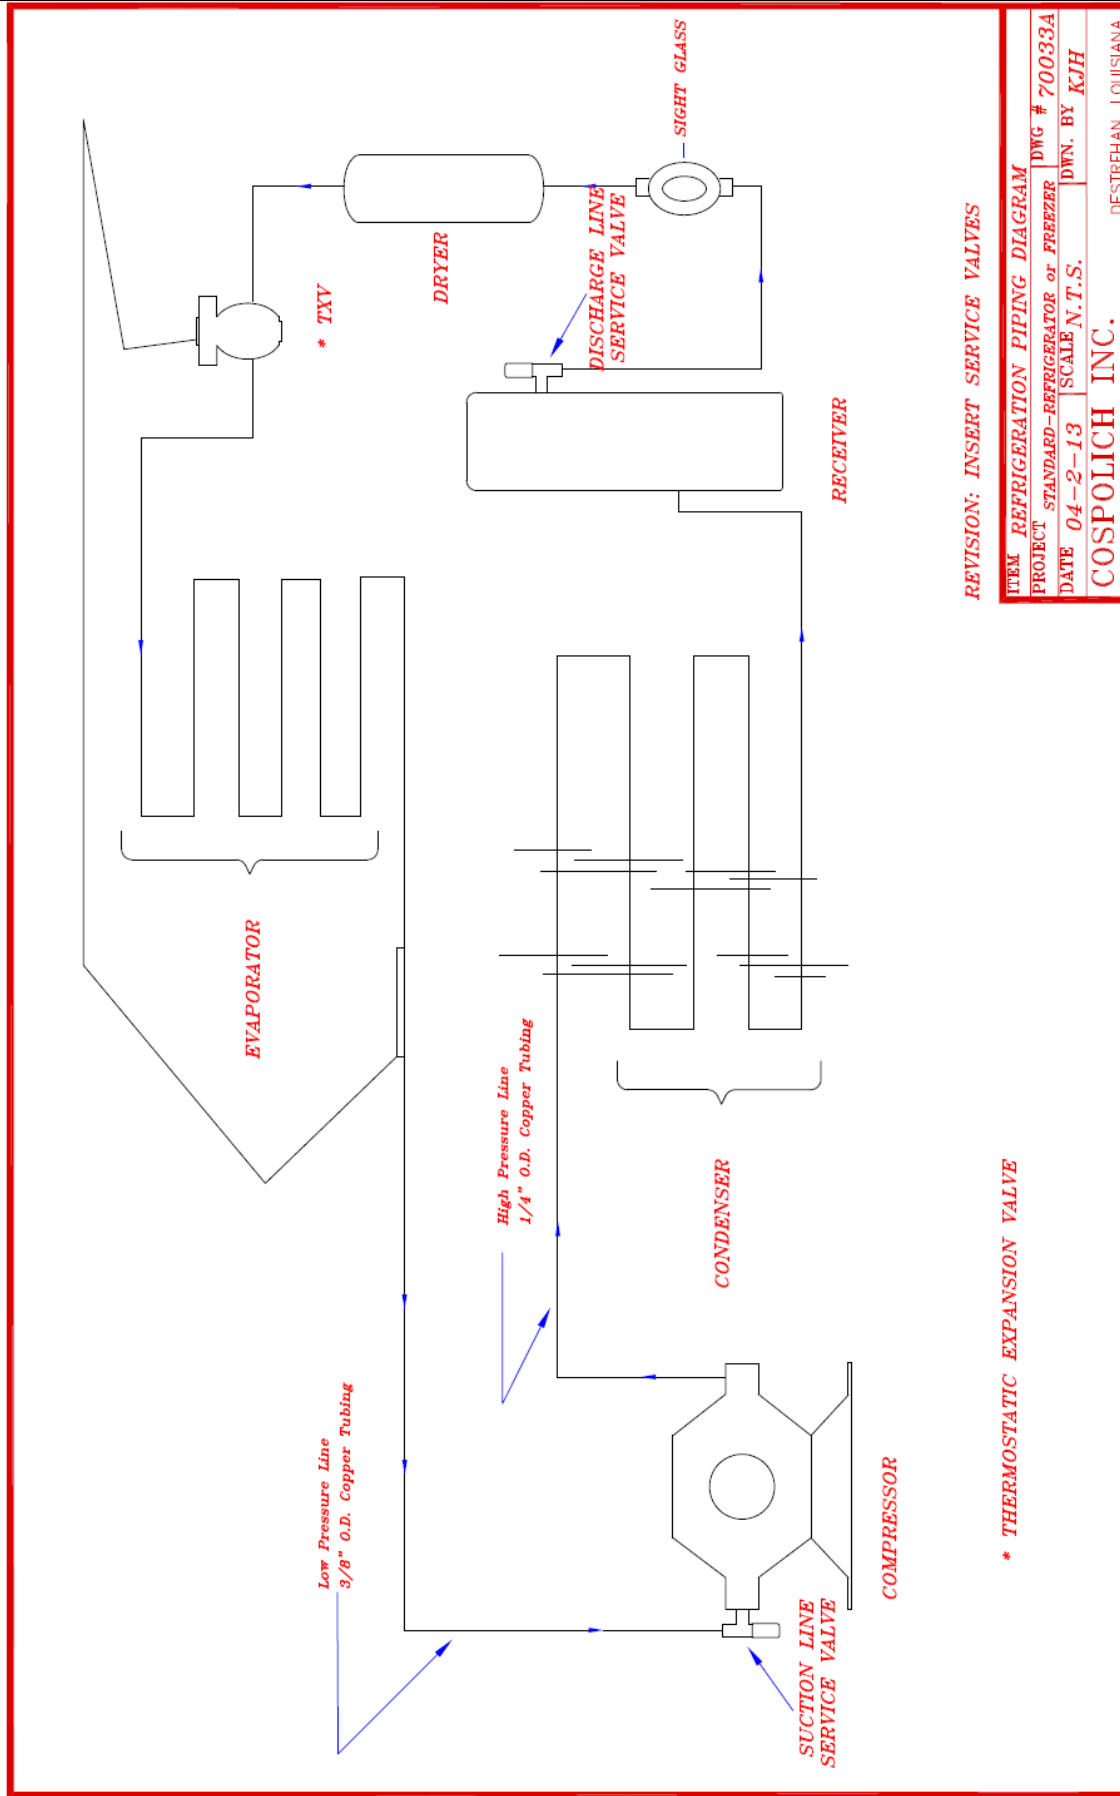 Low Pressure Line
3/8" O.D. Copper Tubing
EVAPORATOR
* TXV
DRYER
SIGHT GLASS
DISCHARGE LINE
SERVICE VALVE
RECEIVER
High Pressure Line
1/4" O.D. Copper Tubing
CONDENSER
COMPRESSOR
SUCTION LINE
SERVICE VALVE
* THERMOSTATIC EXPANSION VALVE
REVISION: INSERT SERVICE VALVES
ITEM REFRIGERATION PIPING DIAGRAM
PROJECT STANDARD-REFRIGERATOR or FREEZER DWG # 70033A
DATE 04-2-13 SCALE N.T.S. DWN. BY KJH
COSPOLICH INC. DESTREHAN, LOUISIANA